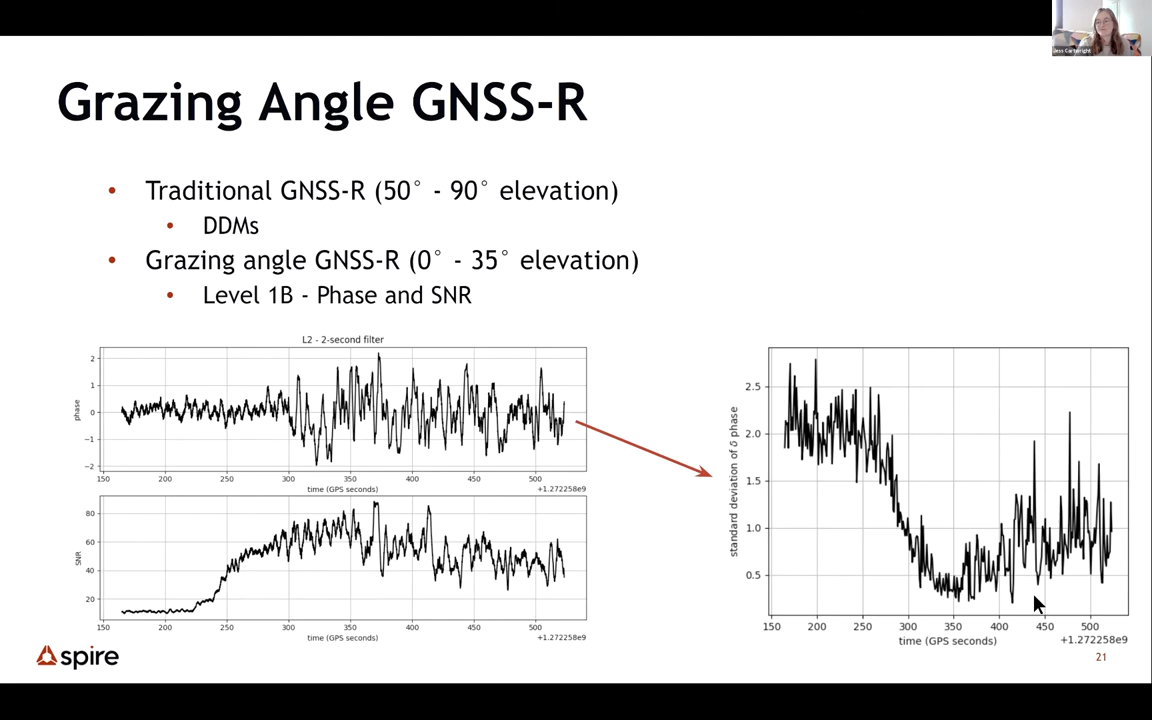 Jess Cartwright
Grazing Angle GNSS-R
• Traditional GNSS-R (50° - 90° elevation)
• DDMs
• Grazing angle GNSS-R (0° - 35° elevation)
• Level 1B - Phase and SNR
L2 - 2-second filter
phase
2
1
0
−1
−2
150 200 250 300 350 400 450 500
time (GPS seconds)
+1.272258e9
SNR
80
60
40
20
150 200 250 300 350 400 450 500
time (GPS seconds)
+1.272258e9
standard deviation of δ phase
2.5
2.0
1.5
1.0
0.5
150 200 250 300 350 400 450 500
time (GPS seconds)
+1.272258e9
spire
21